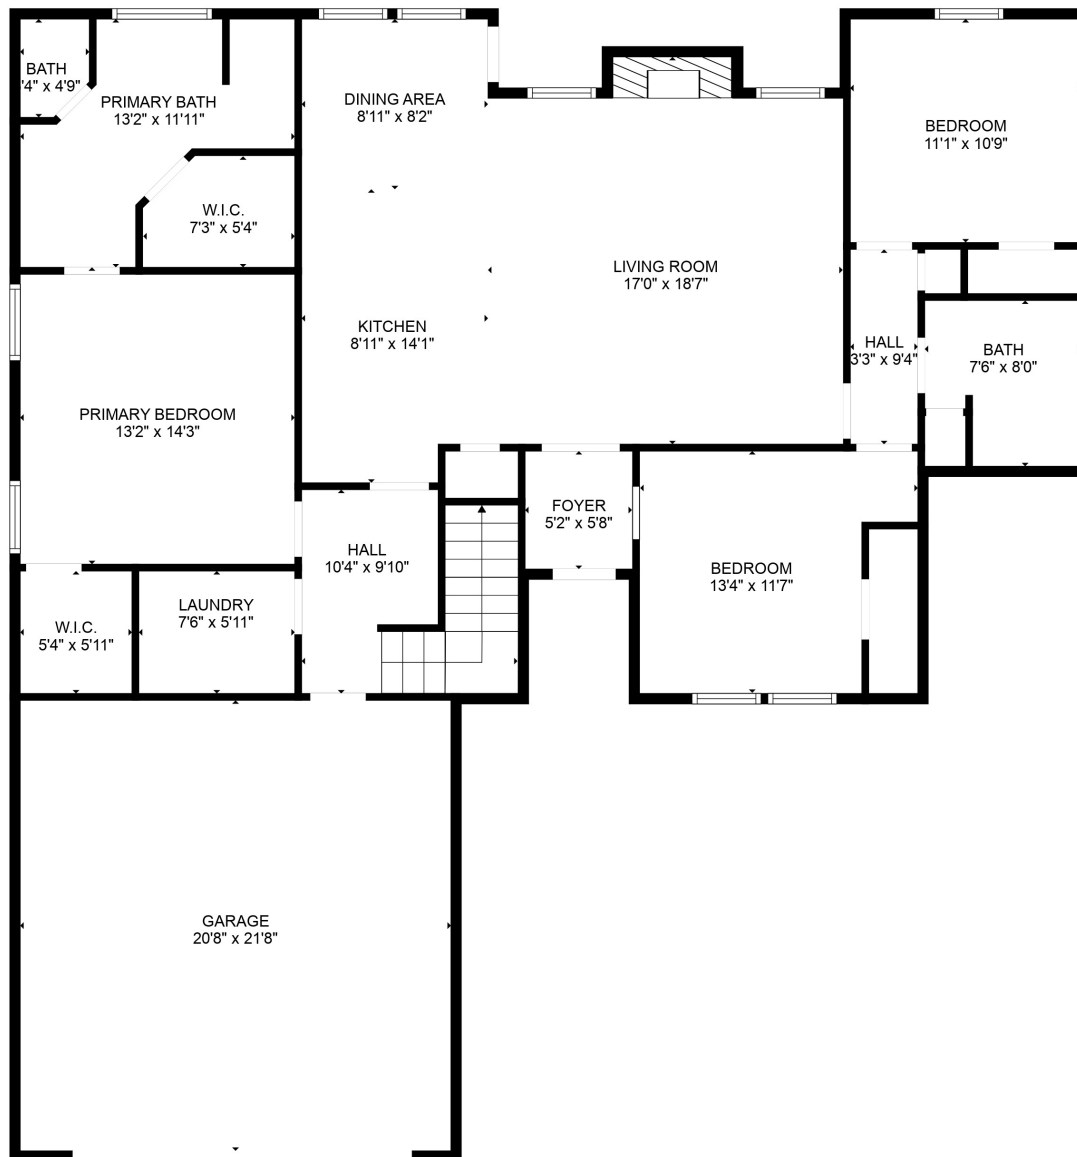 BATH
'4" x 4'9"
PRIMARY BATH
13'2" x 11'11"
W.I.C.
7'3" x 5'4"
DINING AREA
8'11" x 8'2"
BEDROOM
11'1" x 10'9"
LIVING ROOM
17'0" x 18'7"
KITCHEN
8'11" x 14'1"
HALL
3'3" x 9'4"
BATH
7'6" x 8'0"
PRIMARY BEDROOM
13'2" x 14'3"
FOYER
5'2" x 5'8"
HALL
10'4" x 9'10"
BEDROOM
13'4" x 11'7"
LAUNDRY
7'6" x 5'11"
W.I.C.
5'4" x 5'11"
GARAGE
20'8" x 21'8"